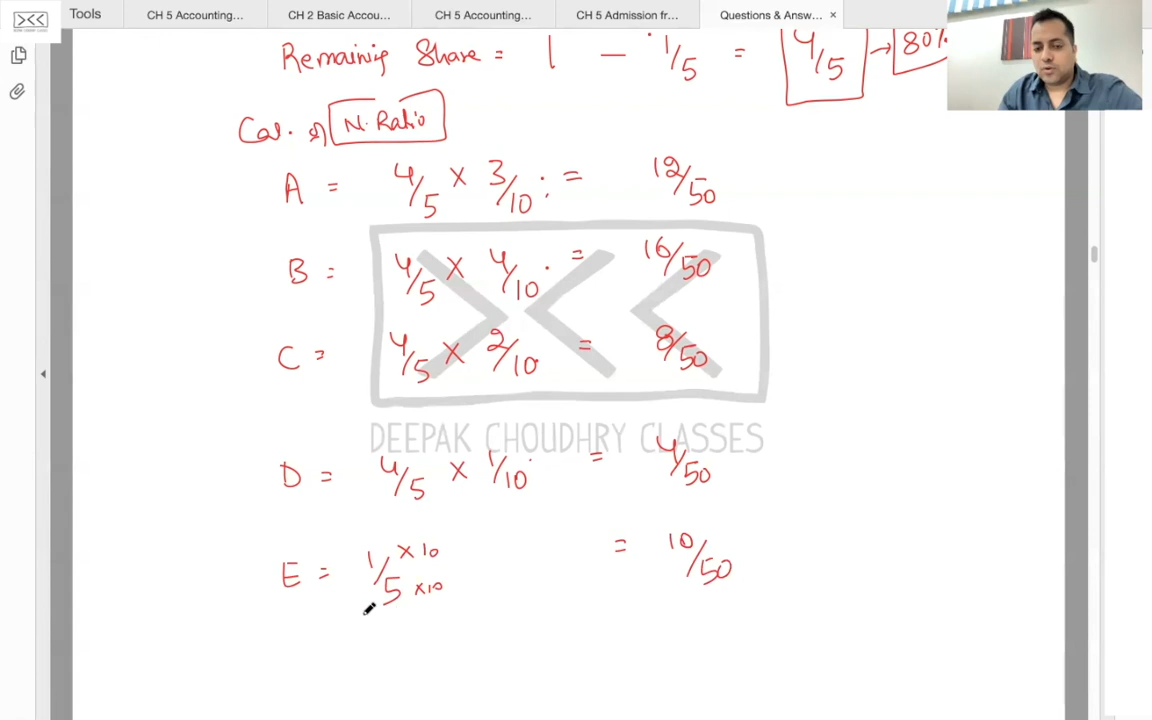 Tools
CH 5 Accounting...
CH 2 Basic Accou...
CH 5 Accounting...
CH 5 Admission fr...
Questions & Answ... ×
Remaining Share = 1 — 1/5 = 4/5 → 80%
Cal. of N. Ratio
A = 4/5 × 3/10 = 12/50
B = 4/5 × 4/10 = 16/50
C = 4/5 × 2/10 = 8/50
DEEPAK CHOUDHRY CLASSES
D = 4/5 × 1/10 = 4/50
E = 1/5 ×10 ×10 = 10/50